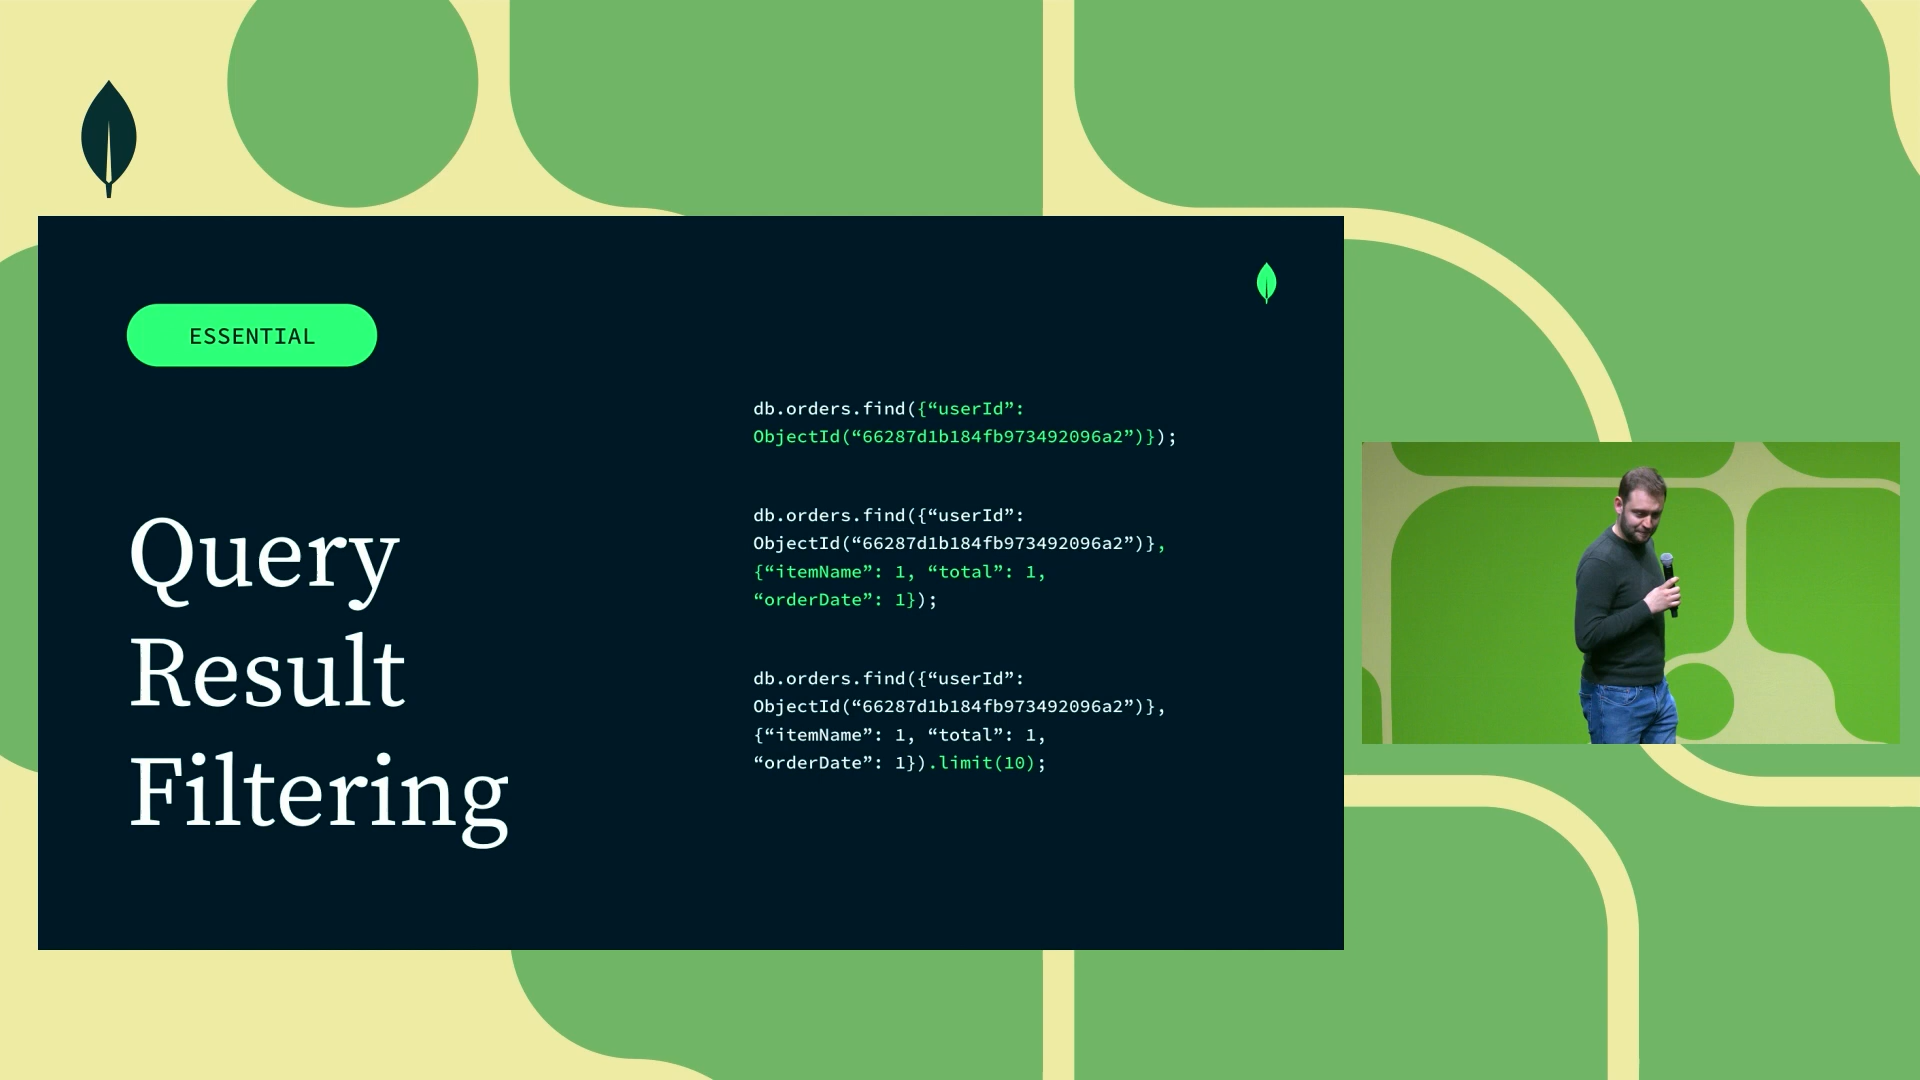 ESSENTIAL
Query
Result
Filtering
db.orders.find({“userId”:
ObjectId(“66287d1b184fb973492096a2”)});
db.orders.find({“userId”:
ObjectId(“66287d1b184fb973492096a2”)},
{“itemName”: 1, “total”: 1,
“orderDate”: 1});
db.orders.find({“userId”:
ObjectId(“66287d1b184fb973492096a2”)},
{“itemName”: 1, “total”: 1,
“orderDate”: 1}).limit(10);